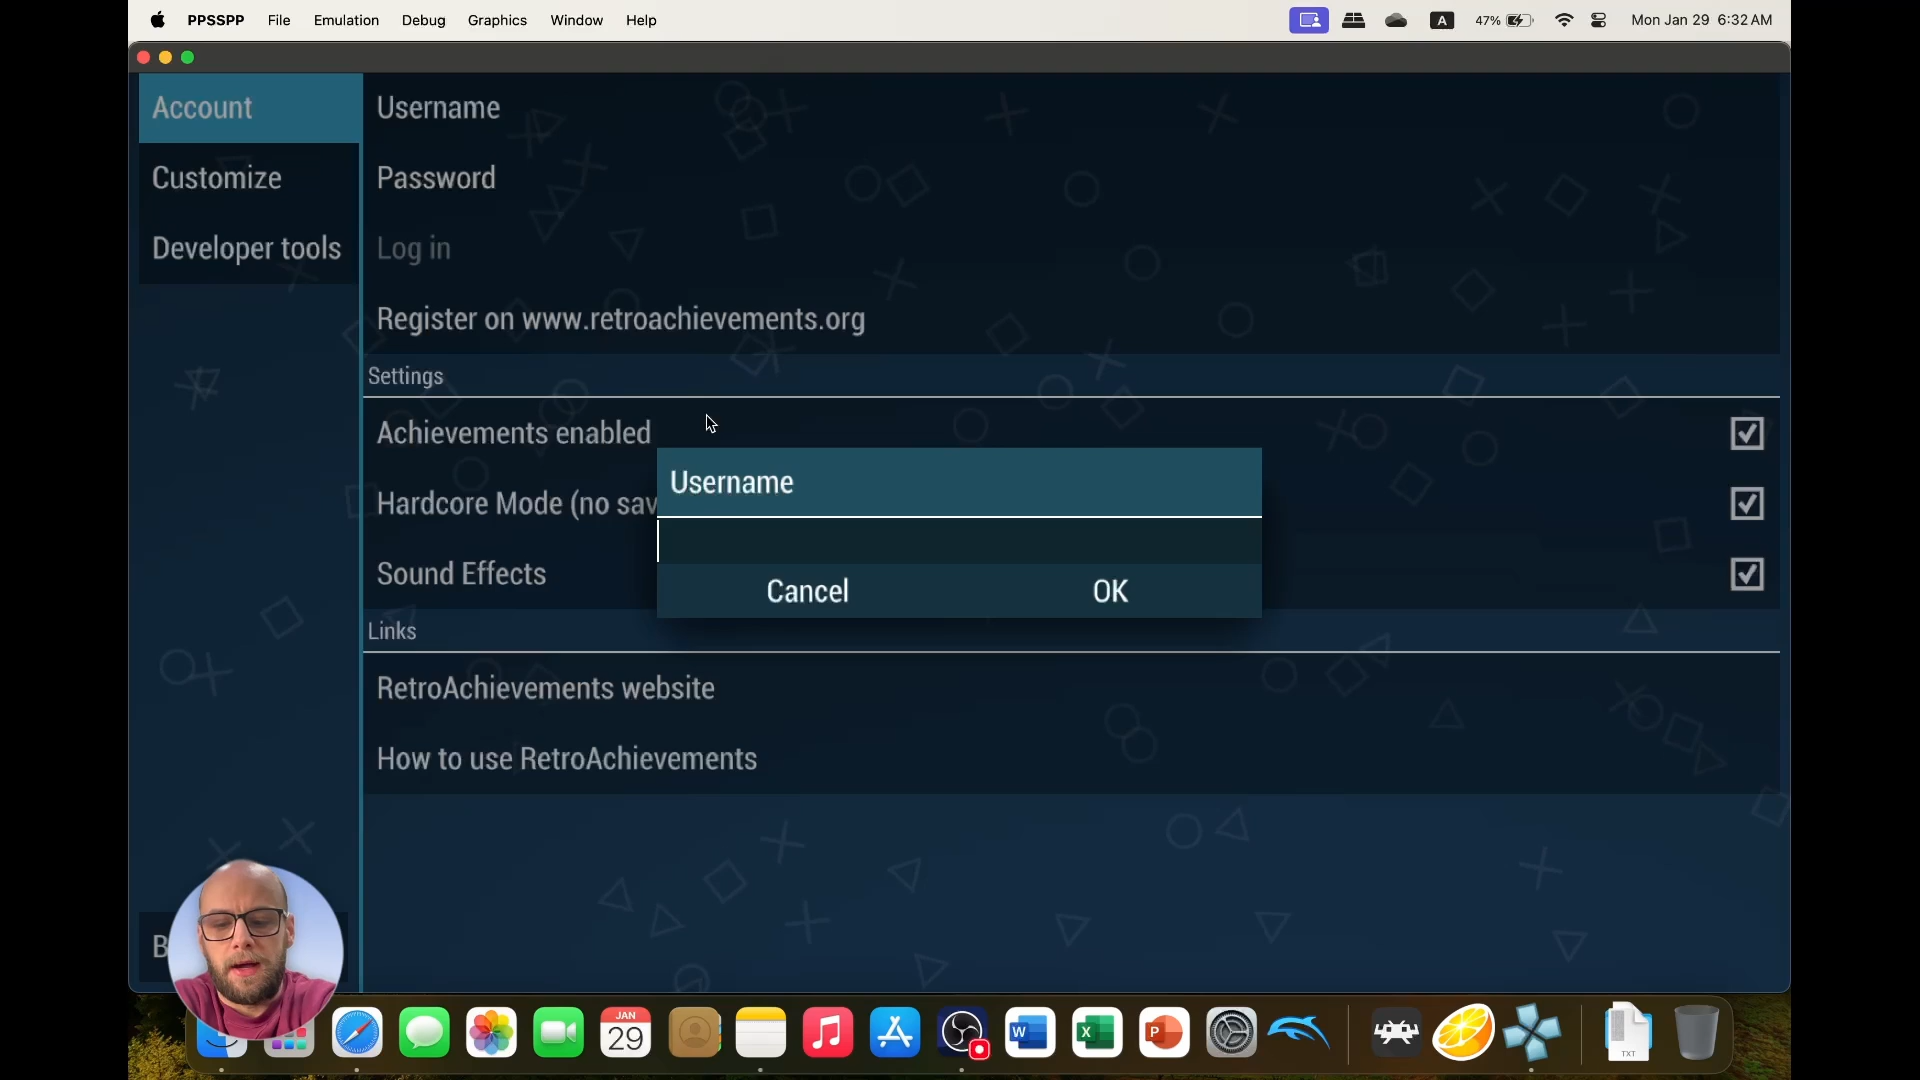 PPSSPP File Emulation Debug Graphics Window Help A 47% Mon Jan 29 6:32 AM
Account
Customize
Developer tools
Username
Password
Log in
Register on www.retroachievements.org
Settings
Achievements enabled
Hardcore Mode (no sav
Sound Effects
Username
Cancel OK
Links
RetroAchievements website
How to use RetroAchievements
B
JAN
29
W
X
P
TXT